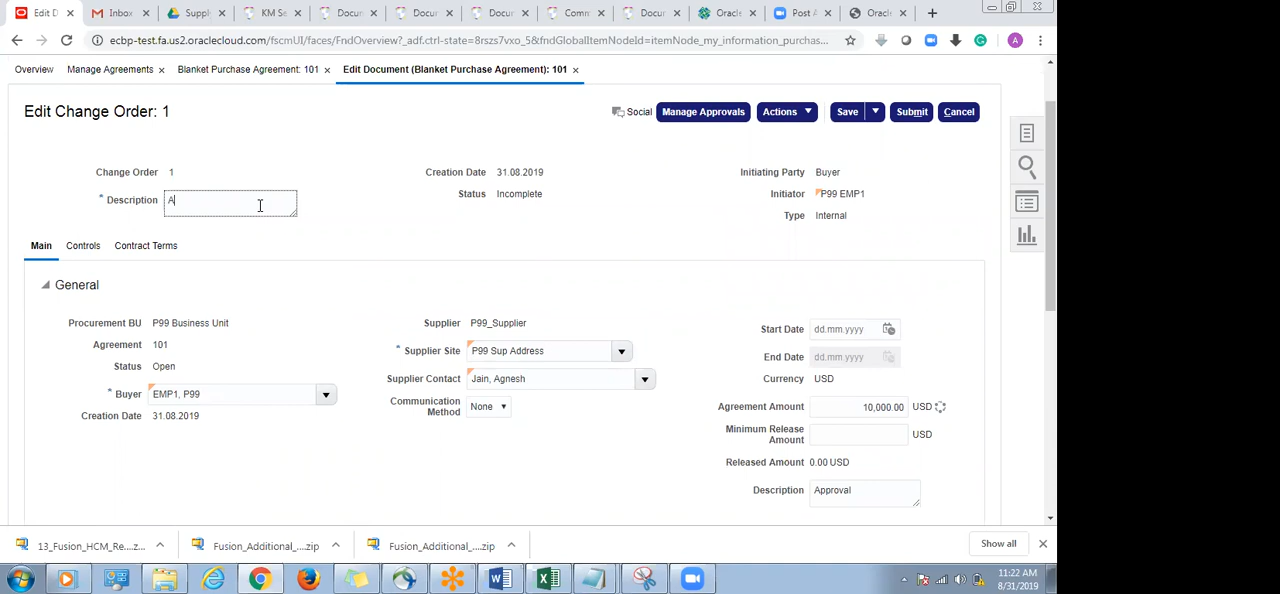 Edit D
Inbox
Supple
KM Se
Docun
Docun
Docun
Comm
Docun
Oracle
Post A
Oracl
ecbp-test.fa.us2.oraclecloud.com/fscmUI/faces/FndOverview?_adf.ctrl-state=8rszs7vxo_5&fndGlobalItemNodeId=itemNode_my_information_purchas...
A
Overview
Manage Agreements
Blanket Purchase Agreement: 101
Edit Document (Blanket Purchase Agreement): 101
Edit Change Order: 1
Social
Manage Approvals
Actions
Save
Submit
Cancel
Change Order 1
Creation Date 31.08.2019
Initiating Party Buyer
* Description A
Status Incomplete
Initiator P99 EMP1
Type Internal
Main
Controls
Contract Terms
General
Procurement BU P99 Business Unit
Supplier P99_Supplier
Start Date dd.mm.yyyy
Agreement 101
* Supplier Site P99 Sup Address
End Date dd.mm.yyyy
Status Open
Supplier Contact Jain, Agnesh
Currency USD
* Buyer EMP1, P99
Communication
Method
None
Agreement Amount 10,000.00 USD
Creation Date 31.08.2019
Minimum Release
Amount
USD
Released Amount 0.00 USD
Description Approval
13_Fusion_HCM_Re....z...
Fusion_Additional_....zip
Fusion_Additional_....zip
Show all
11:22 AM
8/31/2019